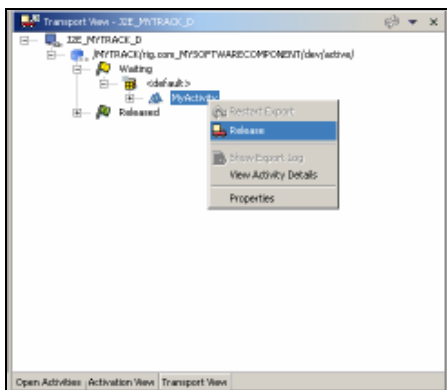 Transport View - J2E_MYTRACK_D
J2E_MYTRACK_D
/MYTRACK/rig.com_MYSOFTWARECOMPONENT/dev/active/
Waiting
<default>
MyActivity
Restart Export
Release
Released
Show Export Log
View Activity Details
Properties
Open Activities Activation View Transport View